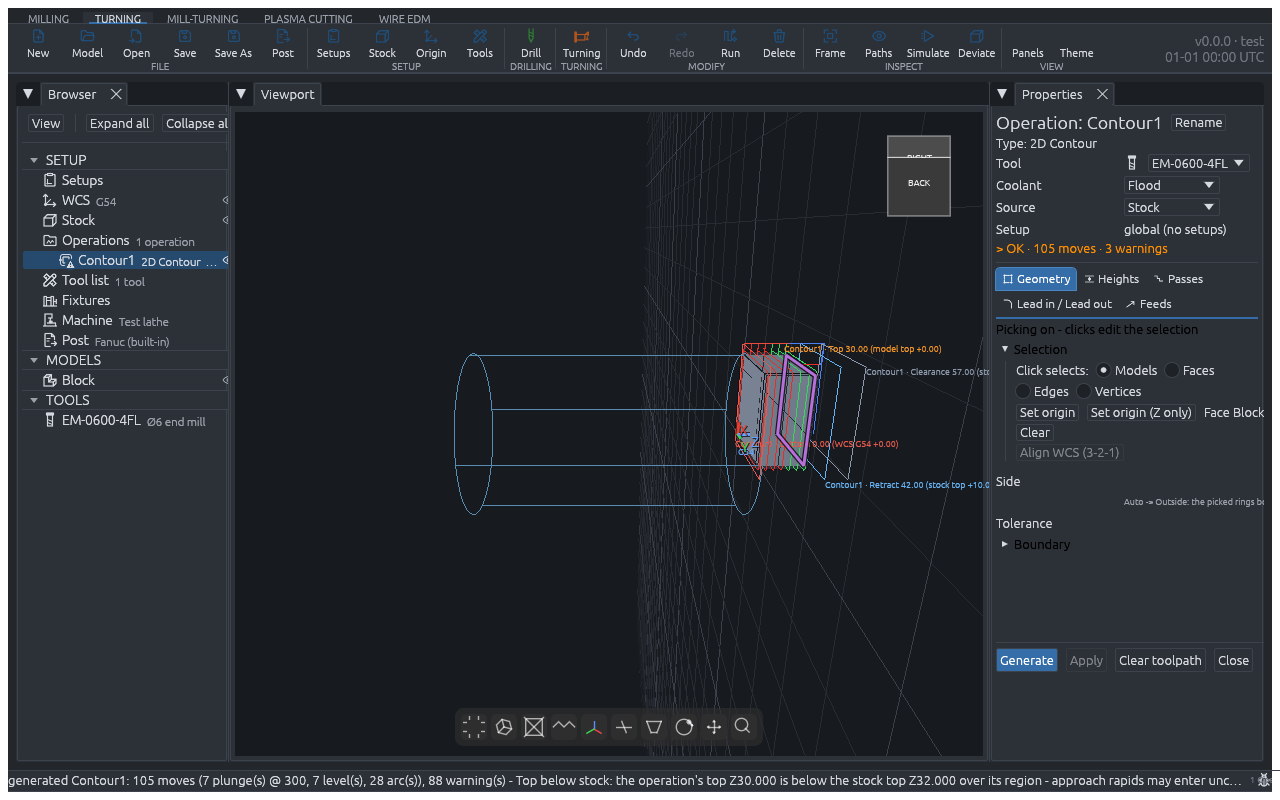 MILLING TURNING MILL-TURNING PLASMA CUTTING WIRE EDM
New Model Open Save Save As Post Setups Stock Origin Tools Drill Turning Undo Redo Run Delete Frame Paths Simulate Deviate Panels Theme
FILE SETUP DRILLING TURNING MODIFY INSPECT VIEW
v0.0.0 · test
01-01 00:00 UTC
Browser
View Expand all Collapse al
SETUP
Setups
WCS G54
Stock
Operations 1 operation
Contour1 2D Contour ...
Tool list 1 tool
Fixtures
Machine Test lathe
Post Fanuc (built-in)
MODELS
Block
TOOLS
EM-0600-4FL Ø6 end mill
Viewport
RIGHT
BACK
Contour1 · Top 30.00 (model top +0.00)
Contour1 · Clearance 57.00 (sto
0.00 (WCS G54 +0.00)
Contour1 · Retract 42.00 (stock top +10.0
Properties
Operation: Contour1 Rename
Type: 2D Contour
Tool EM-0600-4FL
Coolant Flood
Source Stock
Setup global (no setups)
> OK · 105 moves · 3 warnings
Geometry Heights Passes
Lead in / Lead out Feeds
Picking on - clicks edit the selection
Selection
Click selects: Models Faces
Edges Vertices
Set origin Set origin (Z only) Face Block
Clear
Align WCS (3-2-1)
Side
Auto -> Outside: the picked rings bo
Tolerance
Boundary
Generate Apply Clear toolpath Close
generated Contour1: 105 moves (7 plunge(s) @ 300, 7 level(s), 28 arc(s)), 88 warning(s) - Top below stock: the operation's top Z30.000 is below the stock top Z32.000 over its region - approach rapids may enter unc...